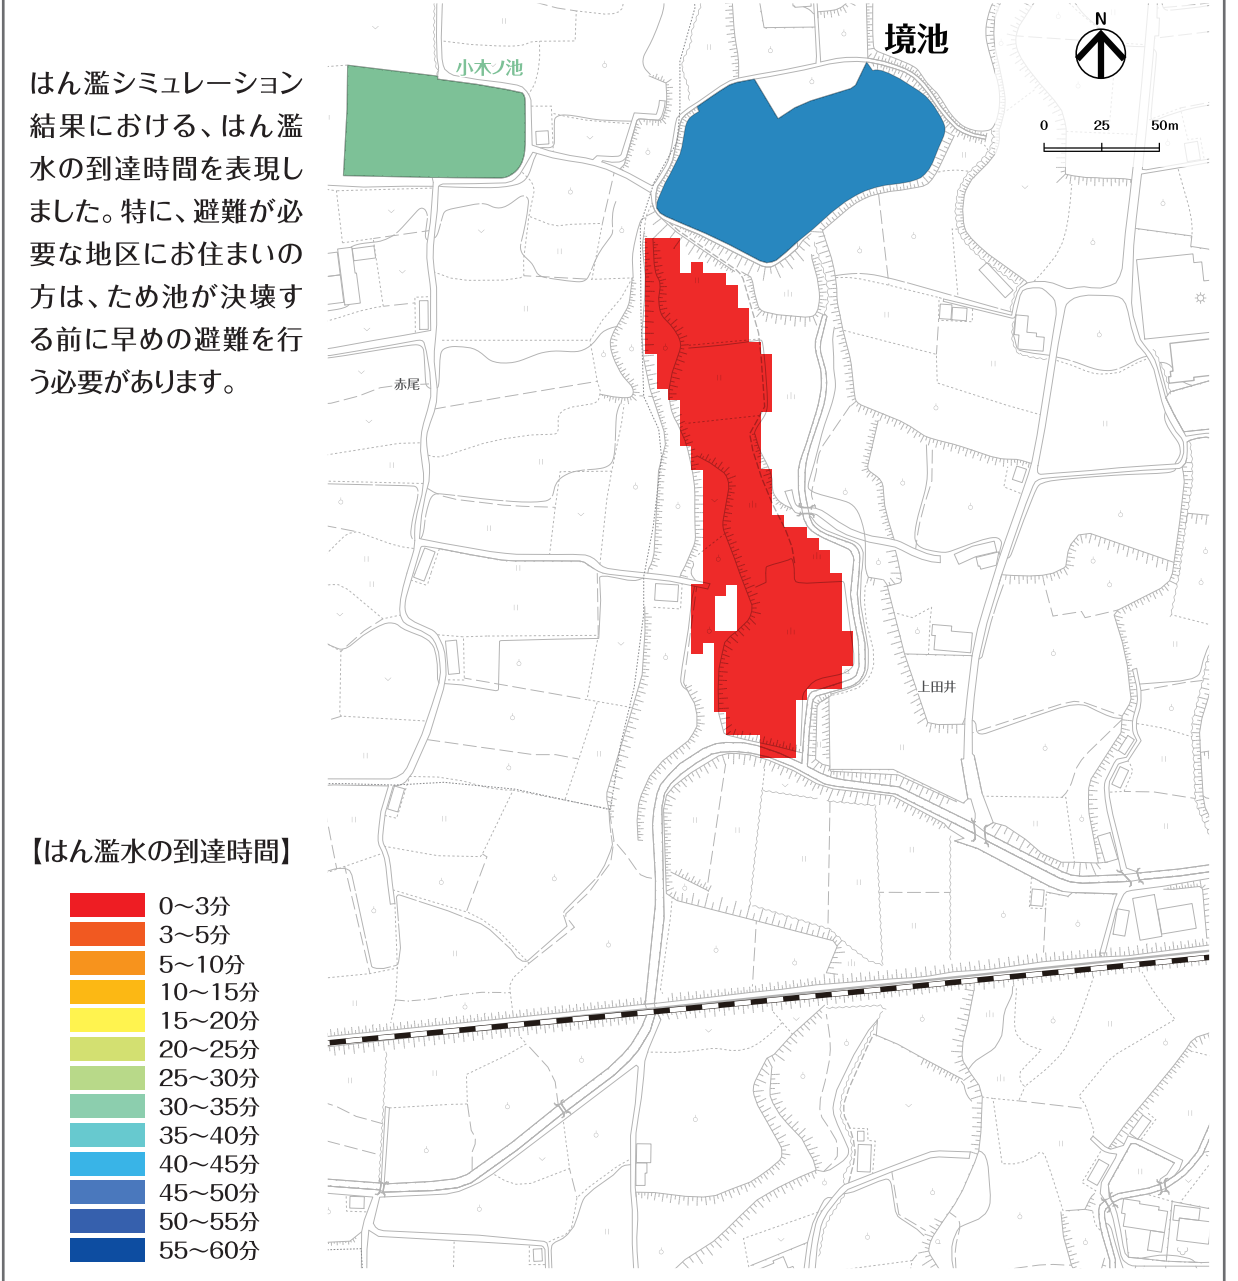 はん濫シミュレーション
結果における、はん濫
水の到達時間を表現し
ました。特に、避難が必
要な地区にお住まいの
方は、ため池が決壊す
る前に早めの避難を行
う必要があります。
小木ノ池
境池
N
0 25 50m
赤尾
上田井
【はん濫水の到達時間】
0～3分
3～5分
5～10分
10～15分
15～20分
20～25分
25～30分
30～35分
35～40分
40～45分
45～50分
50～55分
55～60分